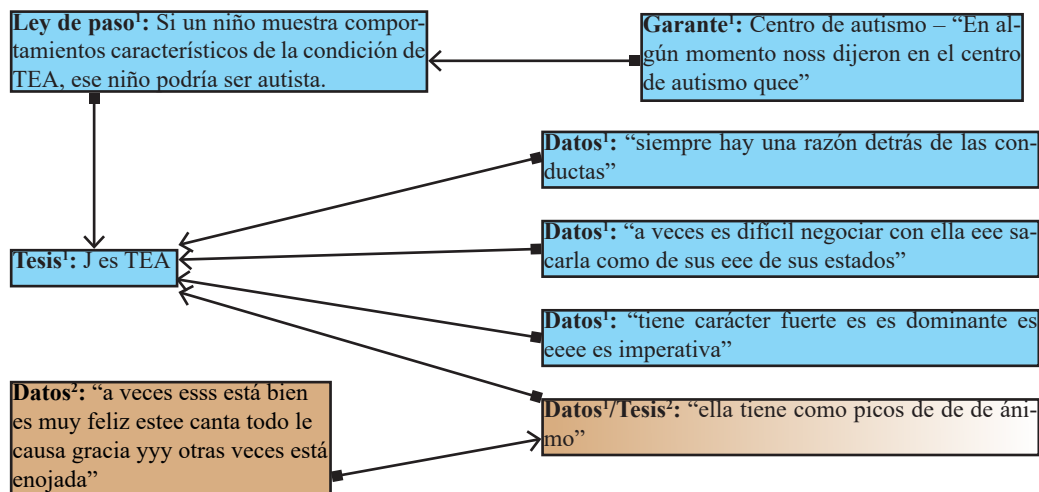 Ley de paso¹: Si un niño muestra compor-
tamientos característicos de la condición de
TEA, ese niño podría ser autista.
Garante¹: Centro de autismo – “En al-
gún momento noss dijeron en el centro
de autismo quee”
Datos¹: “siempre hay una razón detrás de las con-
ductas”
Tesis¹: J es TEA
Datos¹: “a veces es difícil negociar con ella eee sa-
carla como de sus eee de sus estados”
Datos¹: “tiene carácter fuerte es es dominante es
eeee es imperativa”
Datos²: “a veces esss está bien
es muy feliz estee canta todo le
causa gracia yyy otras veces está
enojada”
Datos¹/Tesis²: “ella tiene como picos de de de áni-
mo”